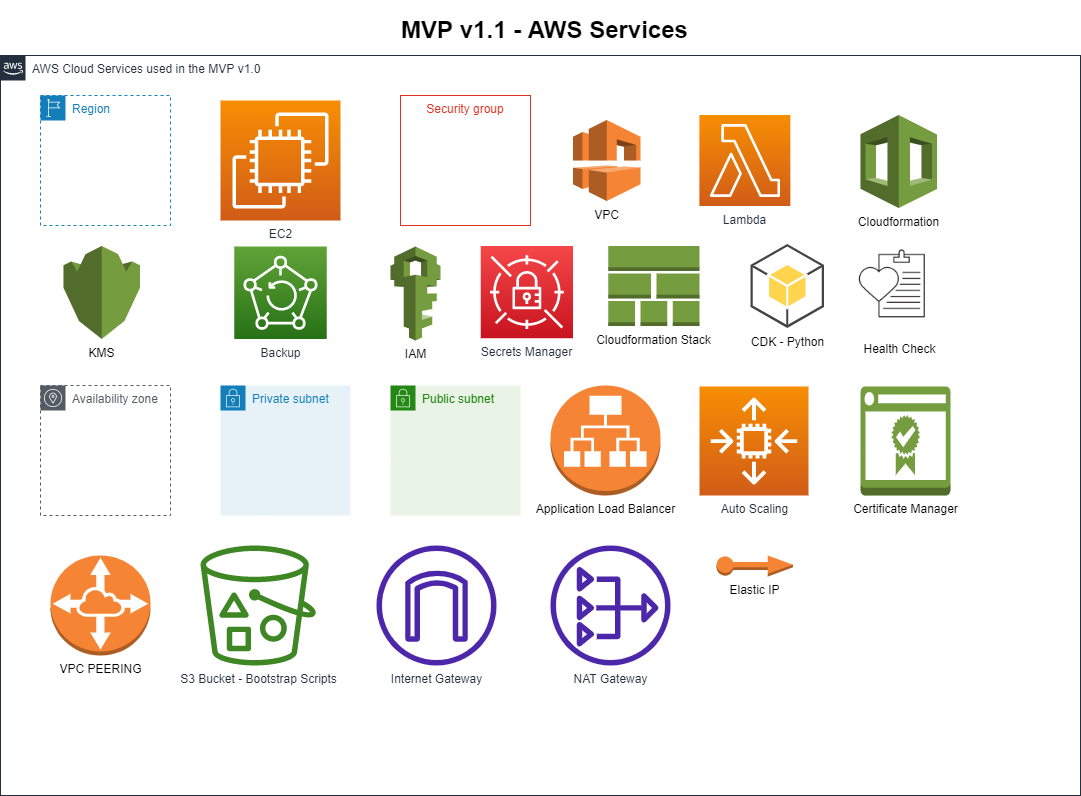 MVP v1.1 - AWS Services
aws
AWS Cloud Services used in the MVP v1.0
Region
Security group
EC2
VPC
Lambda
Cloudformation
KMS
Backup
IAM
Secrets Manager
Cloudformation Stack
CDK - Python
Health Check
Availability zone
Private subnet
Public subnet
Application Load Balancer
Auto Scaling
Certificate Manager
VPC PEERING
S3 Bucket - Bootstrap Scripts
Internet Gateway
NAT Gateway
Elastic IP